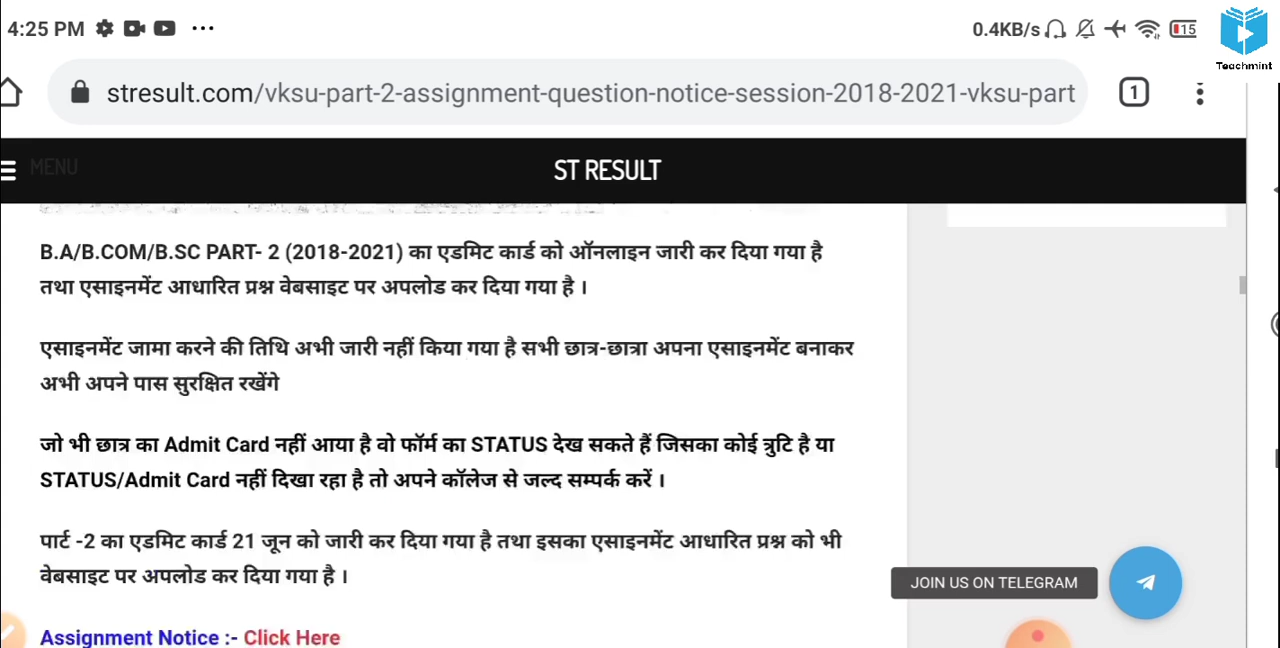 4:25 PM ... 0.4KB/s 15
Teachmint
stresult.com/vksu-part-2-assignment-question-notice-session-2018-2021-vksu-part 1
MENU ST RESULT
B.A/B.COM/B.SC PART- 2 (2018-2021) का एडमिट कार्ड को ऑनलाइन जारी कर दिया गया है
तथा एसाइनमेंट आधारित प्रश्न वेबसाइट पर अपलोड कर दिया गया है ।
एसाइनमेंट जामा करने की तिथि अभी जारी नहीं किया गया है सभी छात्र-छात्रा अपना एसाइनमेंट बनाकर
अभी अपने पास सुरक्षित रखेंगे
जो भी छात्र का Admit Card नहीं आया है वो फॉर्म का STATUS देख सकते हैं जिसका कोई त्रुटि है या
STATUS/Admit Card नहीं दिखा रहा है तो अपने कॉलेज से जल्द सम्पर्क करें ।
पार्ट -2 का एडमिट कार्ड 21 जून को जारी कर दिया गया है तथा इसका एसाइनमेंट आधारित प्रश्न को भी
वेबसाइट पर अपलोड कर दिया गया है ।
JOIN US ON TELEGRAM
Assignment Notice :- Click Here